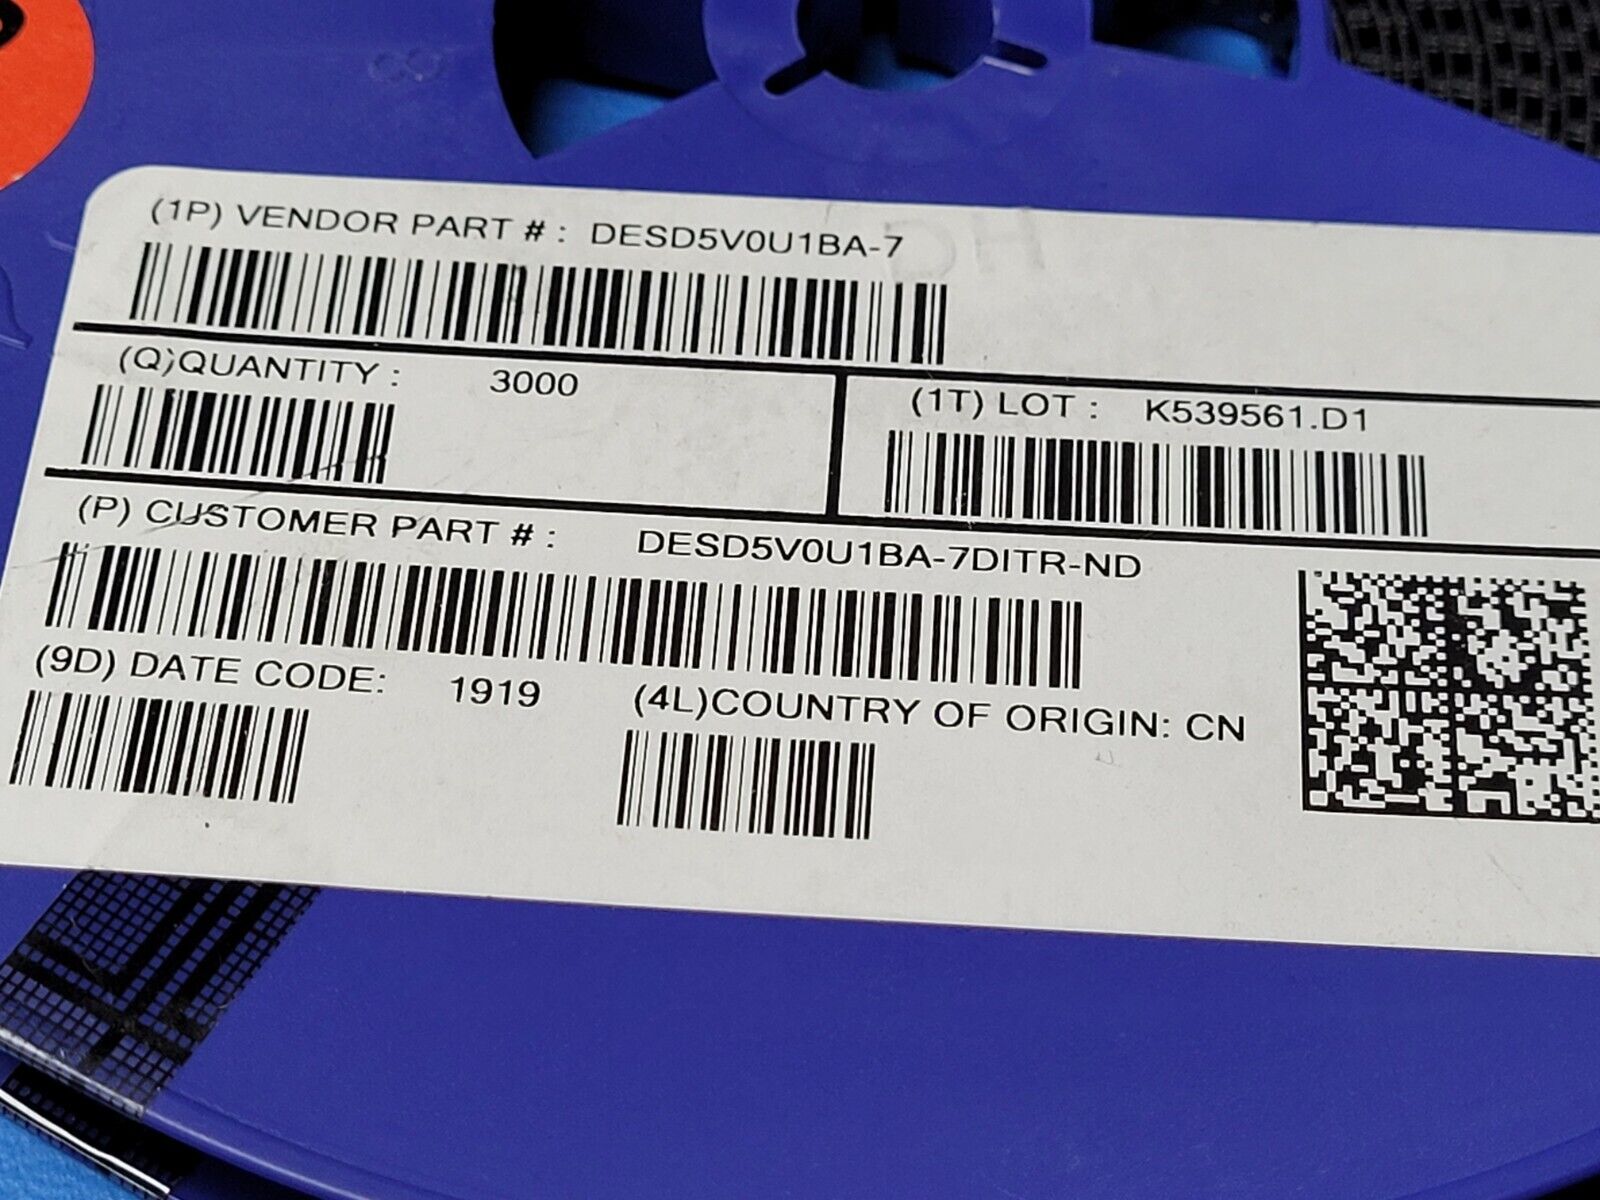 (1P) VENDOR PART # : DESD5V0U1BA-7
(Q)QUANTITY : 3000
(1T) LOT : K539561.D1
(P) CUSTOMER PART # : DESD5V0U1BA-7DITR-ND
(9D) DATE CODE: 1919
(4L)COUNTRY OF ORIGIN: CN